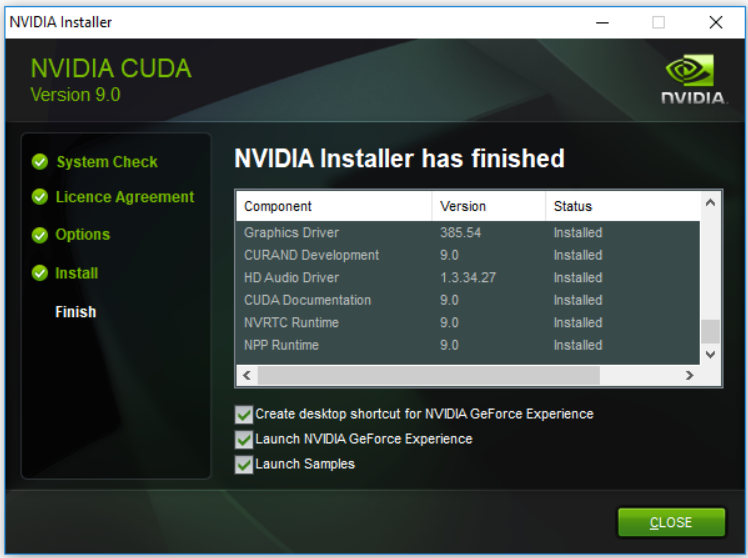 NVIDIA Installer
NVIDIA CUDA
Version 9.0
NVIDIA.
System Check
Licence Agreement
Options
Install
Finish
NVIDIA Installer has finished
Component Version Status
Graphics Driver 385.54 Installed
CURAND Development 9.0 Installed
HD Audio Driver 1.3.34.27 Installed
CUDA Documentation 9.0 Installed
NVRTC Runtime 9.0 Installed
NPP Runtime 9.0 Installed
Create desktop shortcut for NVIDIA GeForce Experience
Launch NVIDIA GeForce Experience
Launch Samples
CLOSE